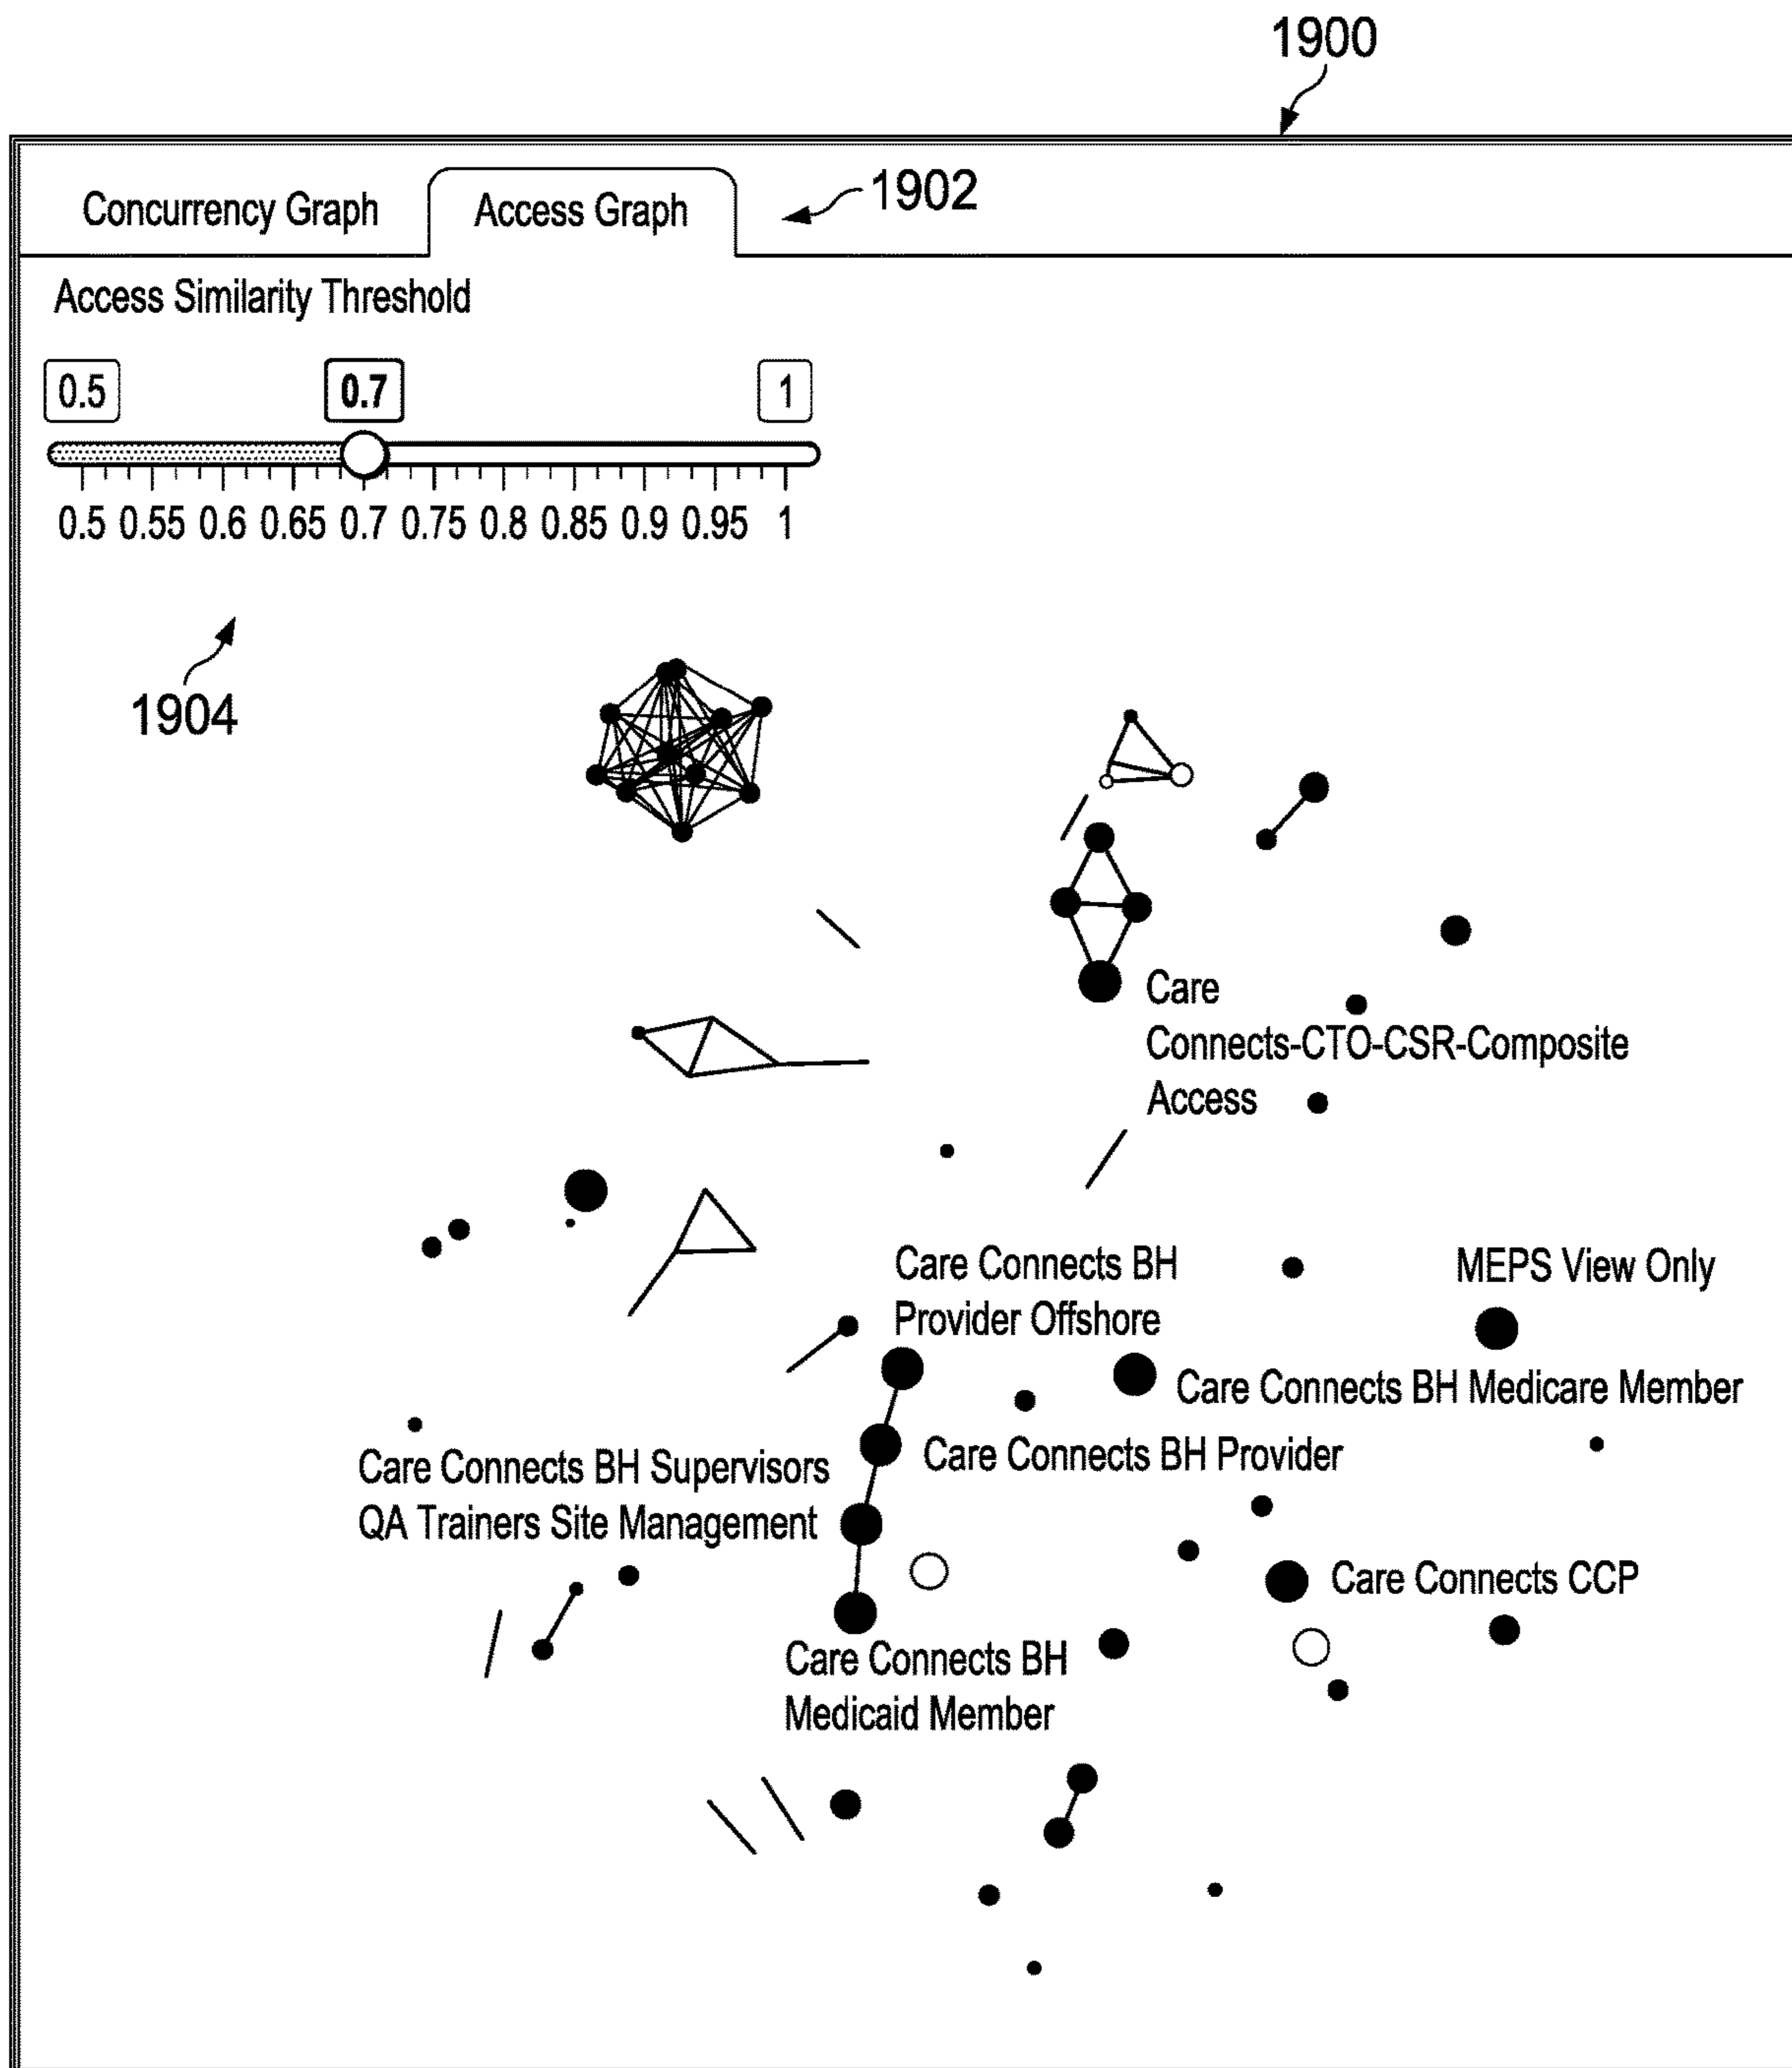 1900
Concurrency Graph
Access Graph
1902
Access Similarity Threshold
0.5
0.7
1
0.5 0.55 0.6 0.65 0.7 0.75 0.8 0.85 0.9 0.95 1
1904
Care
Connects-CTO-CSR-Composite
Access
Care Connects BH
Provider Offshore
MEPS View Only
Care Connects BH Medicare Member
Care Connects BH Provider
Care Connects BH Supervisors
QA Trainers Site Management
Care Connects CCP
Care Connects BH
Medicaid Member